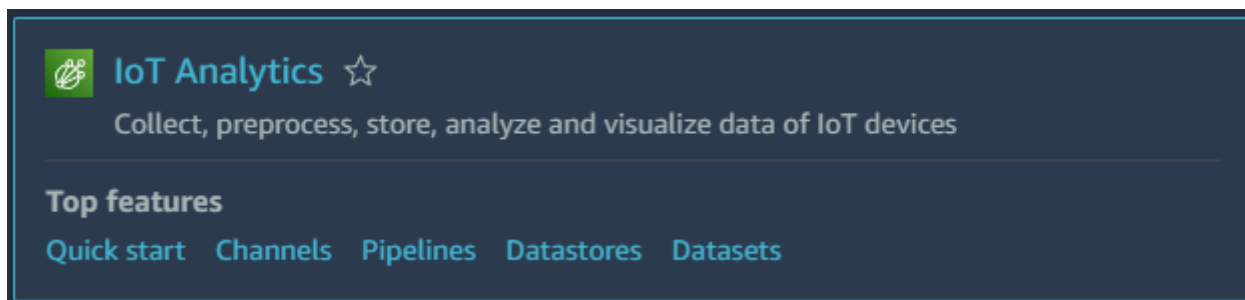 IoT Analytics
Collect, preprocess, store, analyze and visualize data of IoT devices
Top features
Quick start Channels Pipelines Datastores Datasets